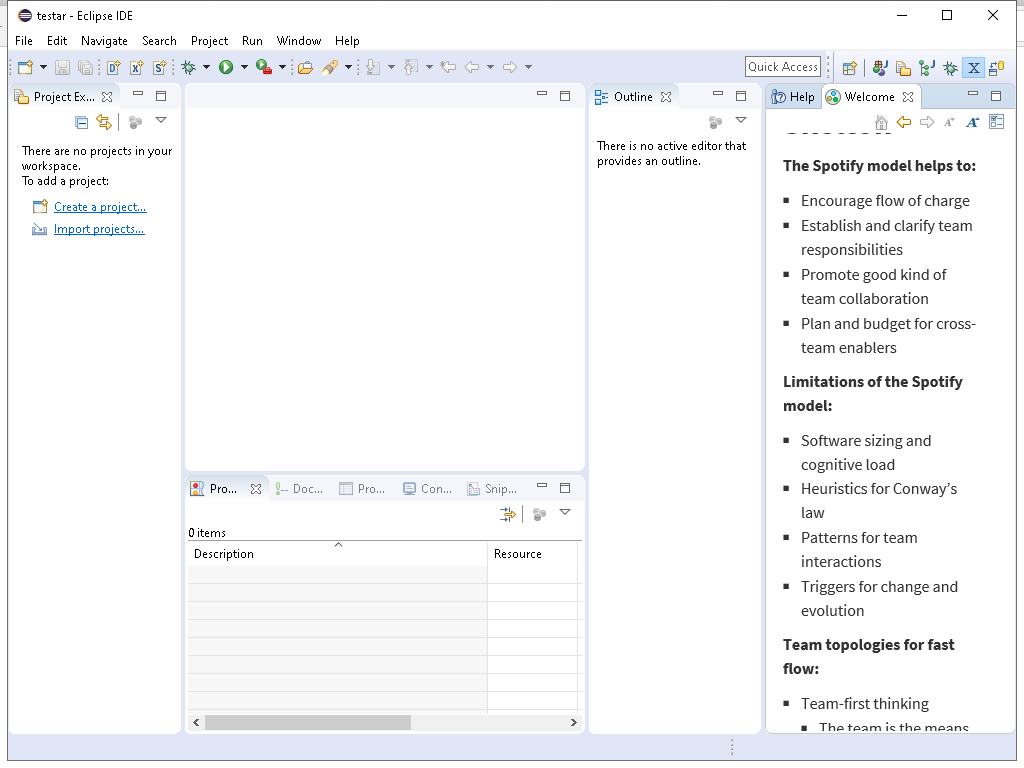 testar - Eclipse IDE
File Edit Navigate Search Project Run Window Help
Quick Access
Project Ex...
There are no projects in your
workspace.
To add a project:
Create a project...
Import projects...
Outline
There is no active editor that
provides an outline.
Help
Welcome
The Spotify model helps to:
Encourage flow of charge
Establish and clarify team
responsibilities
Promote good kind of
team collaboration
Plan and budget for cross-
team enablers
Limitations of the Spotify
model:
Software sizing and
cognitive load
Heuristics for Conway's
law
Patterns for team
interactions
Triggers for change and
evolution
Team topologies for fast
flow:
Team-first thinking
The team is the means
Pro... Doc... Pro... Con... Snip...
0 items
Description Resource